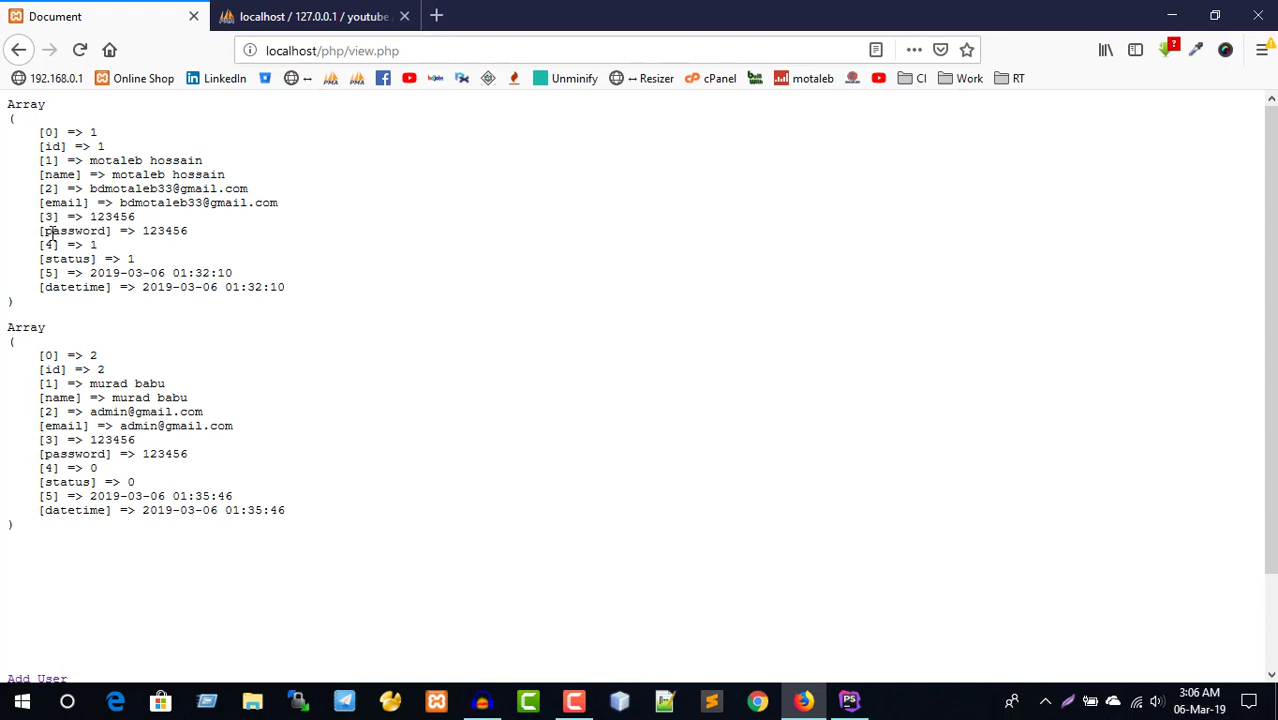 Document
localhost / 127.0.0.1 / youtube
localhost/php/view.php
192.168.0.1
Online Shop
LinkedIn
Unminify
Resizer
cPanel
motaleb
CI
Work
RT
Array
(
[0] => 1
[id] => 1
[1] => motaleb hossain
[name] => motaleb hossain
[2] => bdmotaleb33@gmail.com
[email] => bdmotaleb33@gmail.com
[3] => 123456
[password] => 123456
[4] => 1
[status] => 1
[5] => 2019-03-06 01:32:10
[datetime] => 2019-03-06 01:32:10
)
Array
(
[0] => 2
[id] => 2
[1] => murad babu
[name] => murad babu
[2] => admin@gmail.com
[email] => admin@gmail.com
[3] => 123456
[password] => 123456
[4] => 0
[status] => 0
[5] => 2019-03-06 01:35:46
[datetime] => 2019-03-06 01:35:46
)
Add User
3:06 AM
06-Mar-19